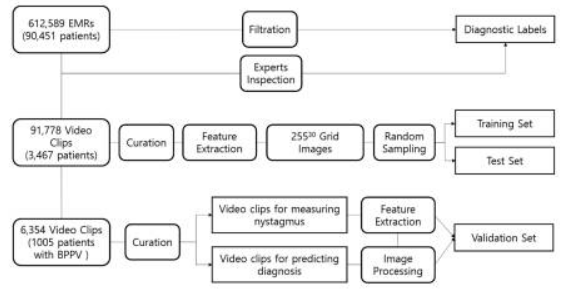 612,589 EMRs
(90,451 patients)
Filtration
Diagnostic Labels
Experts
Inspection
91,778 Video
Clips
(3,467 patients)
Curation
Feature
Extraction
255³⁰ Grid
Images
Random
Sampling
Training Set
Test Set
6,354 Video Clips
(1005 patients
with BPPV )
Curation
Video clips for measuring
nystagmus
Video clips for predicting
diagnosis
Feature
Extraction
Image
Processing
Validation Set